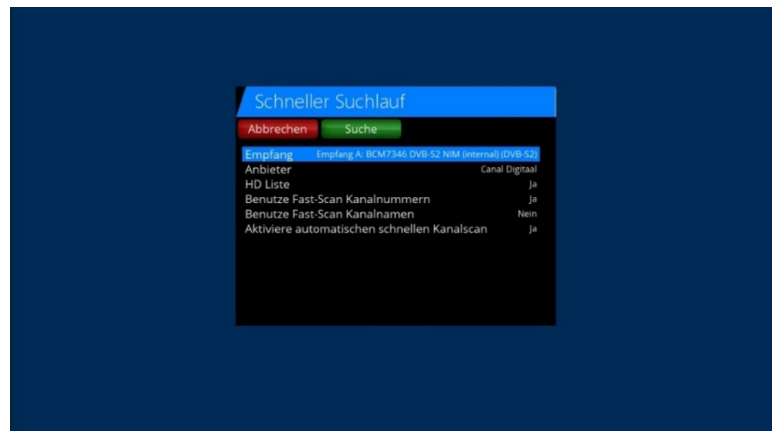 Schneller Suchlauf
Abbrechen Suche
Empfang Empfang A: BCM7346 DVB-S2 NIM (internal) (DVB-S2)
Anbieter Canal Digitaal
HD Liste Ja
Benutze Fast-Scan Kanalnummern Ja
Benutze Fast-Scan Kanalnamen Nein
Aktiviere automatischen schnellen Kanalscan Ja